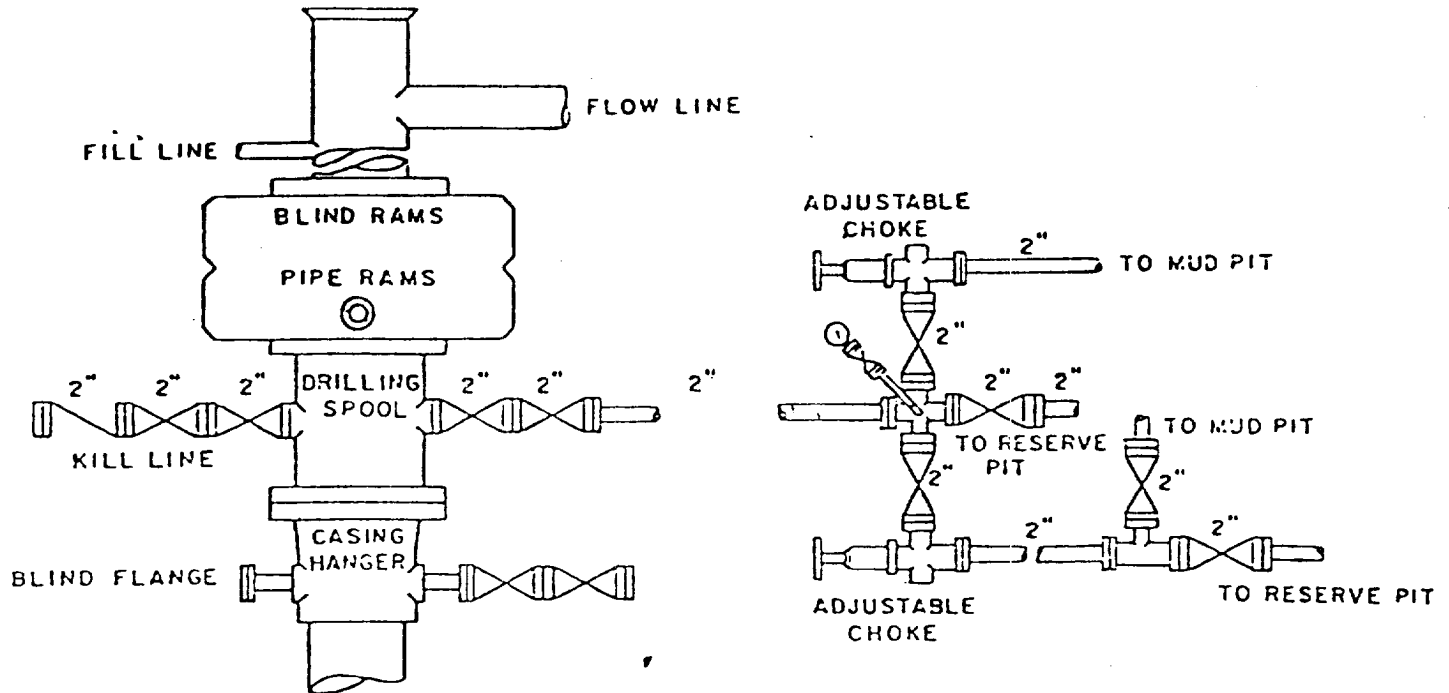 FLOW LINE
FILL LINE
BLIND RAMS
PIPE RAMS
2" 2" 2"
DRILLING
SPOOL
2" 2"
2"
KILL LINE
CASING
HANGER
BLIND FLANGE
ADJUSTABLE
CHOKE
2"
TO MUD PIT
2"
2" 2"
TO RESERVE
PIT
TO MUD PIT
2"
2"
2"
2"
TO RESERVE PIT
ADJUSTABLE
CHOKE